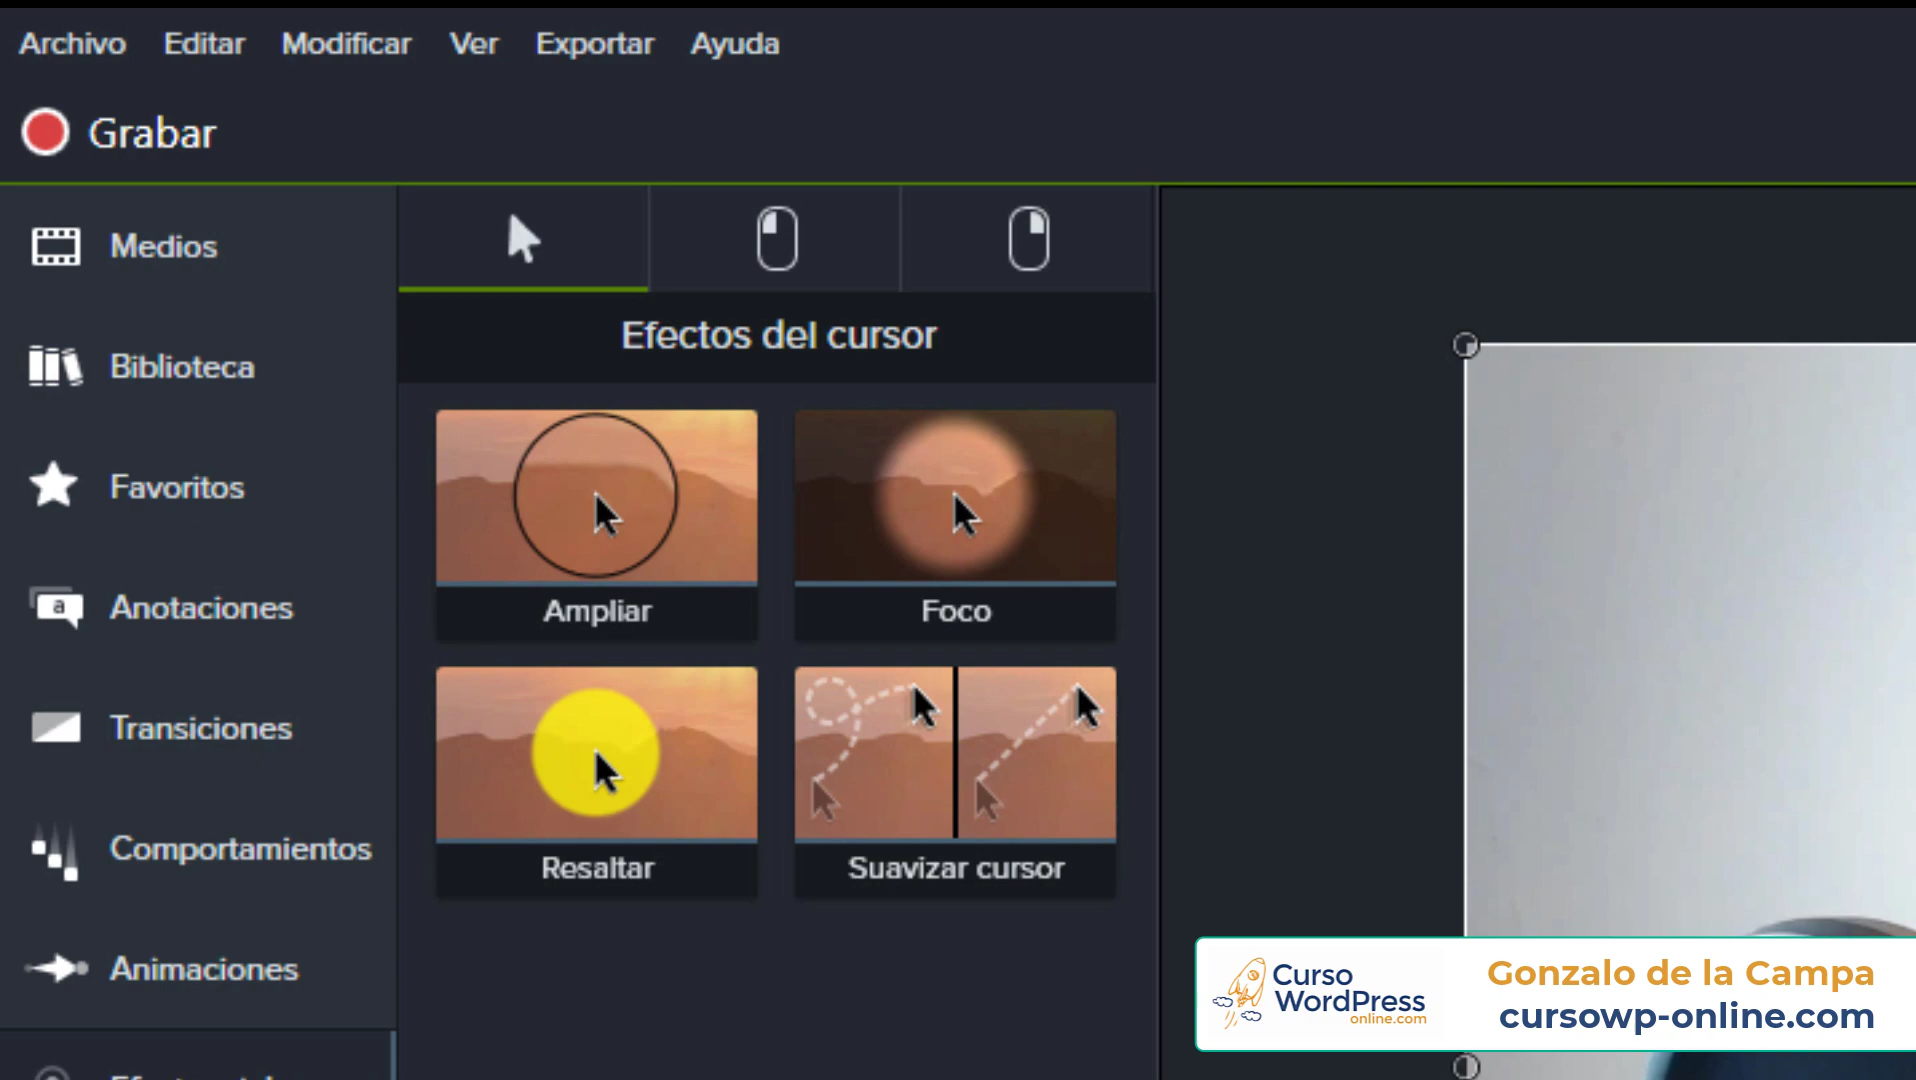 Archivo Editar Modificar Ver Exportar Ayuda
Grabar
Medios
Biblioteca
Favoritos
a
Anotaciones
Transiciones
Comportamientos
Animaciones
Efectos del cursor
Ampliar
Foco
Resaltar
Suavizar cursor
Curso
WordPress
online.com
Gonzalo de la Campa
cursowp-online.com